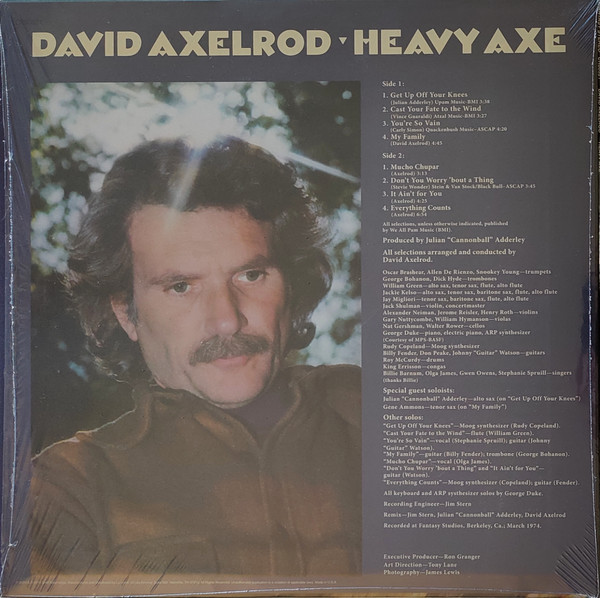 DAVID AXELROD ▾ HEAVY AXE
Side 1:
1. Get Up Off Your Knees
(Julian Adderley) Upam Music-BMI 3:38
2. Cast Your Fate to the Wind
(Vince Guaraldi) Atzal Music-BMI 3:27
3. You're So Vain
(Carly Simon) Quackenbush Music-ASCAP 4:20
4. My Family
(David Axelrod) 4:45
Side 2:
1. Mucho Chupar
(Axelrod) 3:13
2. Don't You Worry 'bout a Thing
(Stevie Wonder) Stein & Van Stock/Black Bull-ASCAP 3:45
3. It Ain't for You
(Axelrod) 4:25
4. Everything Counts
(Axelrod) 6:54
All selections, unless otherwise indicated, published
by We All Pum Music (BMI).
Produced by Julian "Cannonball" Adderley
All selections arranged and conducted by
David Axelrod.
Oscar Brashear, Allen De Rienzo, Snookey Young—trumpets
George Bohanon, Dick Hyde—trombones
William Green—alto sax, tenor sax, flute, alto flute
Jackie Kelso—alto sax, tenor sax, baritone sax, flute, alto flute
Jay Migliori—tenor sax, baritone sax, flute, alto flute
Jack Shulman—violin, concertmaster
Alexander Neiman, Jerome Reisler, Henry Roth—violins
Gary Nuttycombe, William Hymanson—violas
Nat Gershman, Walter Rower—cellos
George Duke—piano, electric piano, ARP synthesizer
(Courtesy of MPS-BASF)
Rudy Copeland—Moog synthesizer
Billy Fender, Don Peake, Johnny "Guitar" Watson—guitars
Roy McCurdy—drums
King Errisson—congas
Billie Barnum, Olga James, Gwen Owens, Stephanie Spruill—singers
(thanks Billie)
Special guest soloists:
Julian "Cannonball" Adderley—alto sax (on "Get Up Off Your Knees")
Gene Ammons—tenor sax (on "My Family")
Other solos:
"Get Up Off Your Knees"—Moog synthesizer (Rudy Copeland).
"Cast Your Fate to the Wind"—flute (William Green).
"You're So Vain"—vocal (Stephanie Spruill); guitar (Johnny
"Guitar" Watson).
"My Family"—guitar (Billy Fender); trombone (George Bohanon).
"Mucho Chupar"—vocal (Olga James).
"Don't You Worry 'bout a Thing" and "It Ain't for You"—
guitar (Watson).
"Everything Counts"—Moog synthesizer (Copeland); guitar (Fender)
All keyboard and ARP synthesizer solos by George Duke.
Recording Engineer—Jim Stern
Remix—Jim Stern, Julian "Cannonball" Adderley, David Axelrod
Recorded at Fantasy Studios, Berkeley, Ca.; March 1974.
Executive Producer—Ron Granger
Art Direction—Tony Lane
Photography—James Lewis